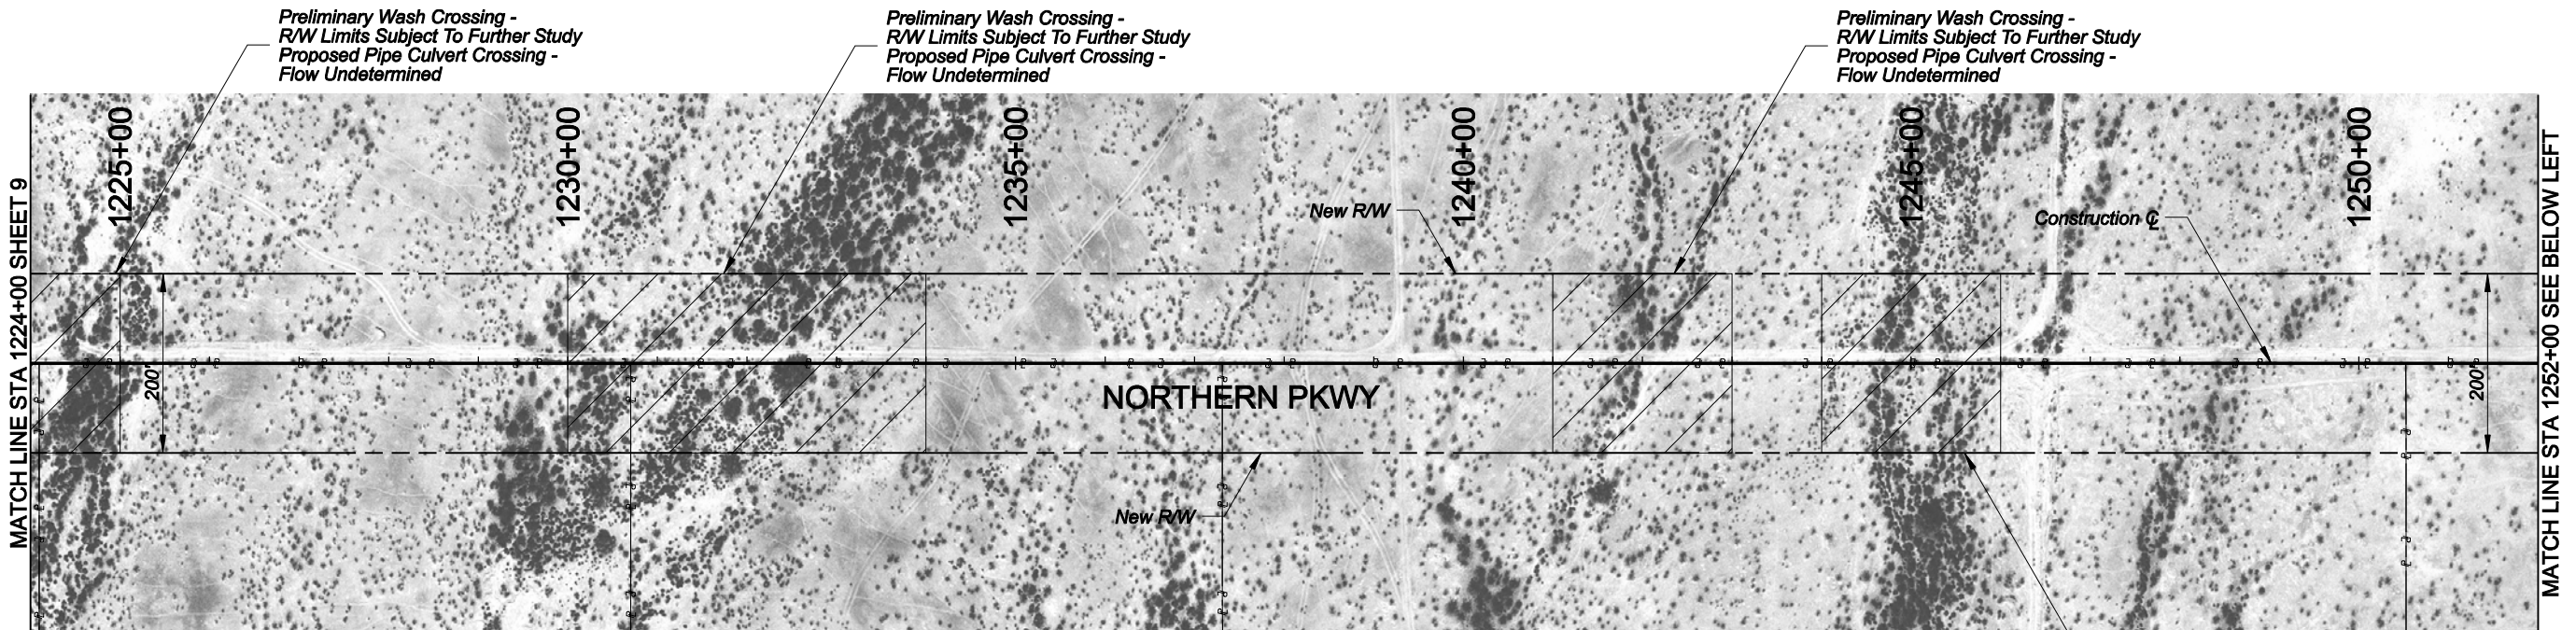 Preliminary Wash Crossing -
R/W Limits Subject To Further Study
Proposed Pipe Culvert Crossing -
Flow Undetermined
Preliminary Wash Crossing -
R/W Limits Subject To Further Study
Proposed Pipe Culvert Crossing -
Flow Undetermined
Preliminary Wash Crossing -
R/W Limits Subject To Further Study
Proposed Pipe Culvert Crossing -
Flow Undetermined
MATCH LINE STA 1224+00 SHEET 9
1225+00
1230+00
1235+00
1240+00
1245+00
1250+00
New R/W
Construction ℄
200'
NORTHERN PKWY
200'
New R/W
MATCH LINE STA 1252+00 SEE BELOW LEFT